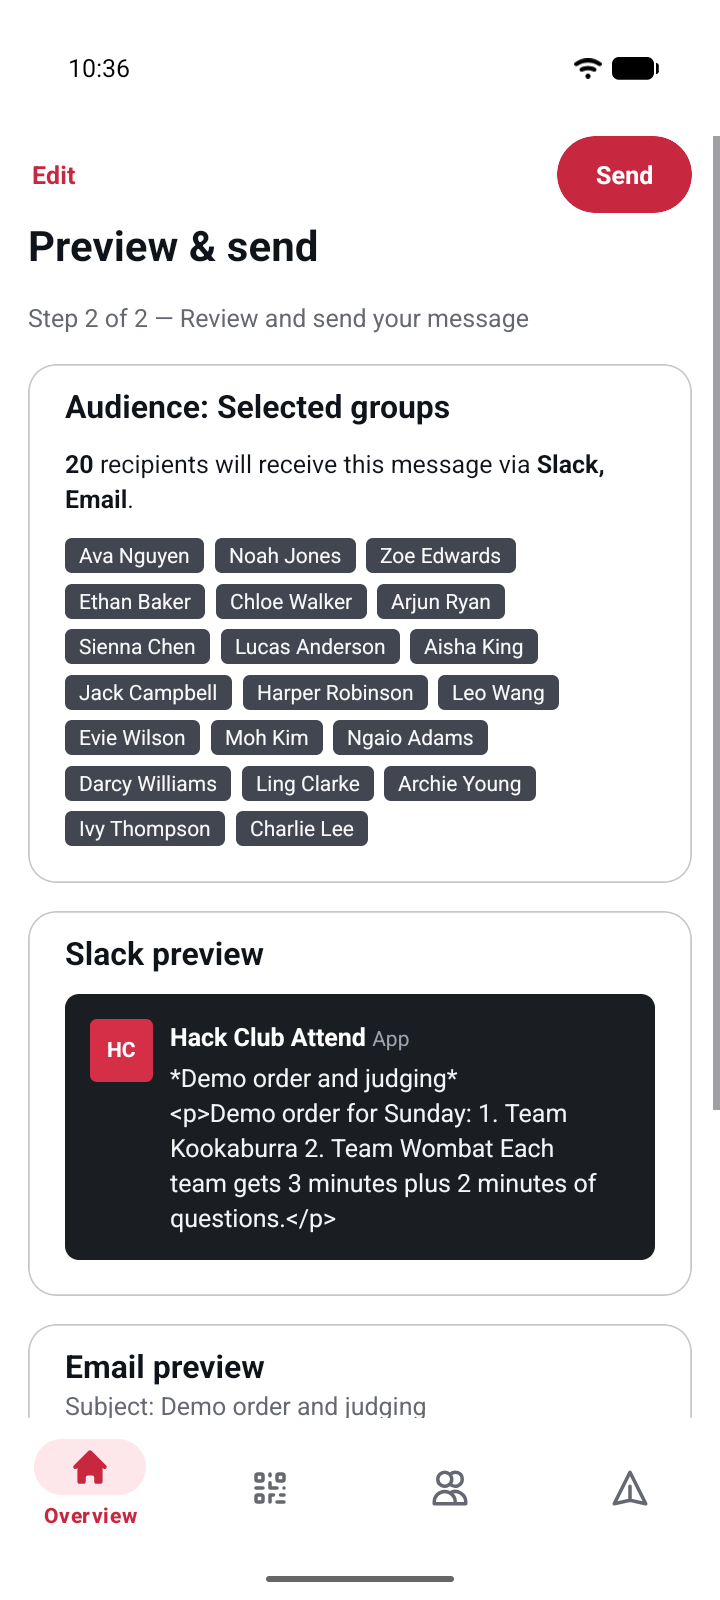 10:36
Edit
Send
Preview & send
Step 2 of 2 — Review and send your message
Audience: Selected groups
20 recipients will receive this message via Slack,
Email.
Ava Nguyen Noah Jones Zoe Edwards
Ethan Baker Chloe Walker Arjun Ryan
Sienna Chen Lucas Anderson Aisha King
Jack Campbell Harper Robinson Leo Wang
Evie Wilson Moh Kim Ngaio Adams
Darcy Williams Ling Clarke Archie Young
Ivy Thompson Charlie Lee
Slack preview
HC
Hack Club Attend App
*Demo order and judging*
<p>Demo order for Sunday: 1. Team
Kookaburra 2. Team Wombat Each
team gets 3 minutes plus 2 minutes of
questions.</p>
Email preview
Subject: Demo order and judging
Overview